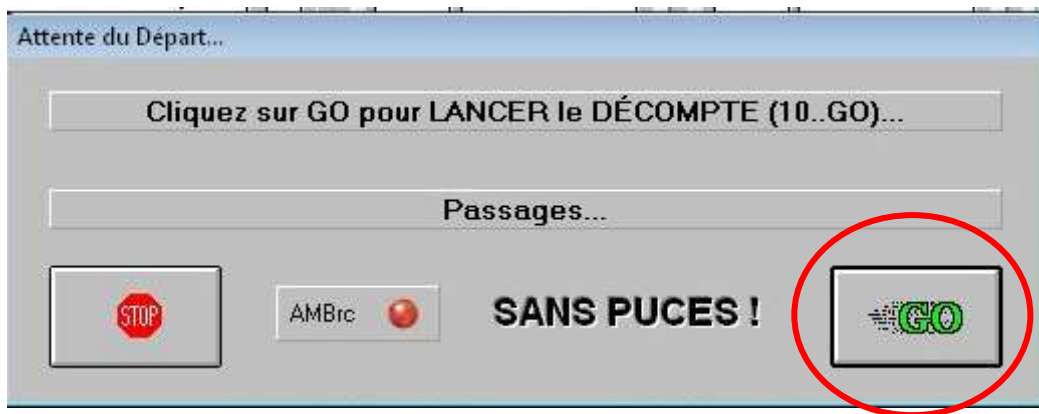 Attente du Départ...
Cliquez sur GO pour LANCER le DÉCOMPTE (10..GO)...
Passages...
STOP AMBrc SANS PUCES ! GO